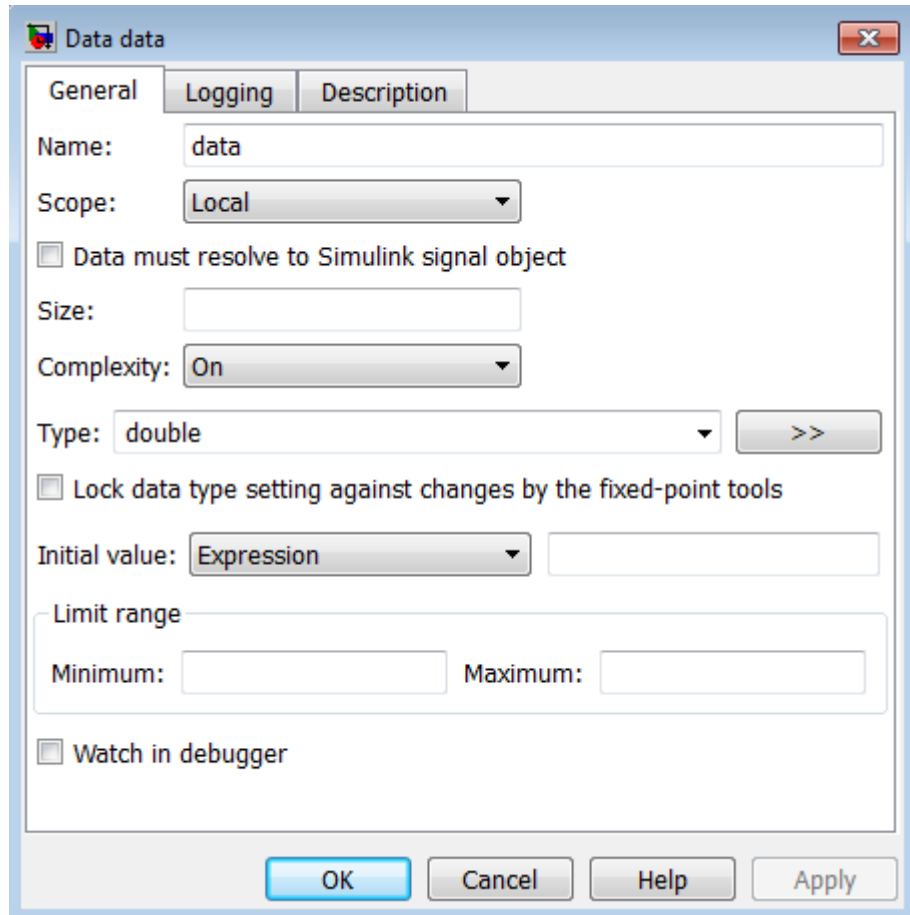 Data data
General Logging Description
Name: data
Scope: Local
Data must resolve to Simulink signal object
Size:
Complexity: On
Type: double >>
Lock data type setting against changes by the fixed-point tools
Initial value: Expression
Limit range
Minimum: Maximum:
Watch in debugger
OK Cancel Help Apply